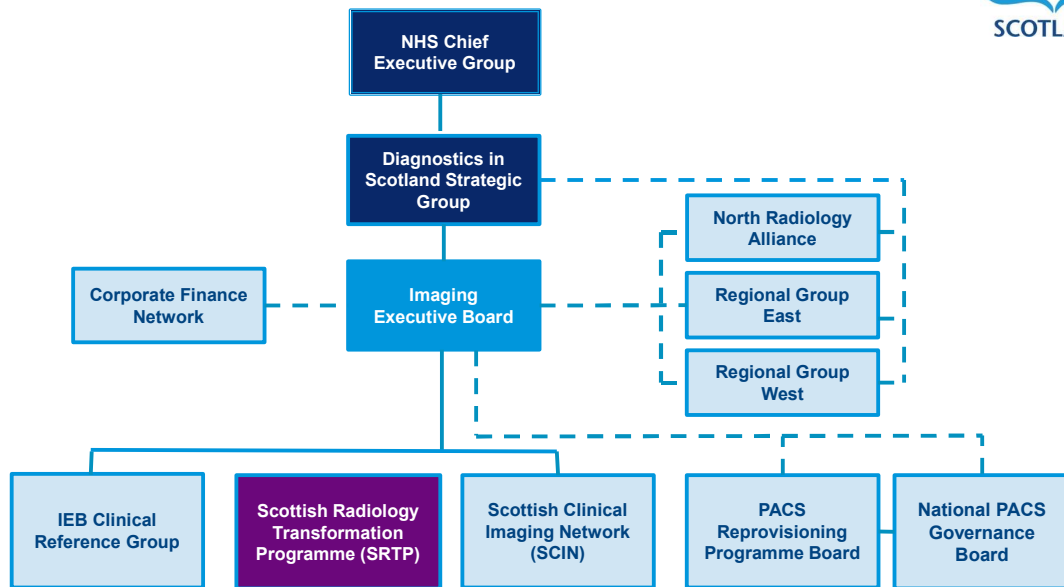 SCOTL
NHS Chief
Executive Group
Diagnostics in
Scotland Strategic
Group
North Radiology
Alliance
Corporate Finance
Network
Imaging
Executive Board
Regional Group
East
Regional Group
West
IEB Clinical
Reference Group
Scottish Radiology
Transformation
Programme (SRTP)
Scottish Clinical
Imaging Network
(SCIN)
PACS
Reprovisioning
Programme Board
National PACS
Governance
Board